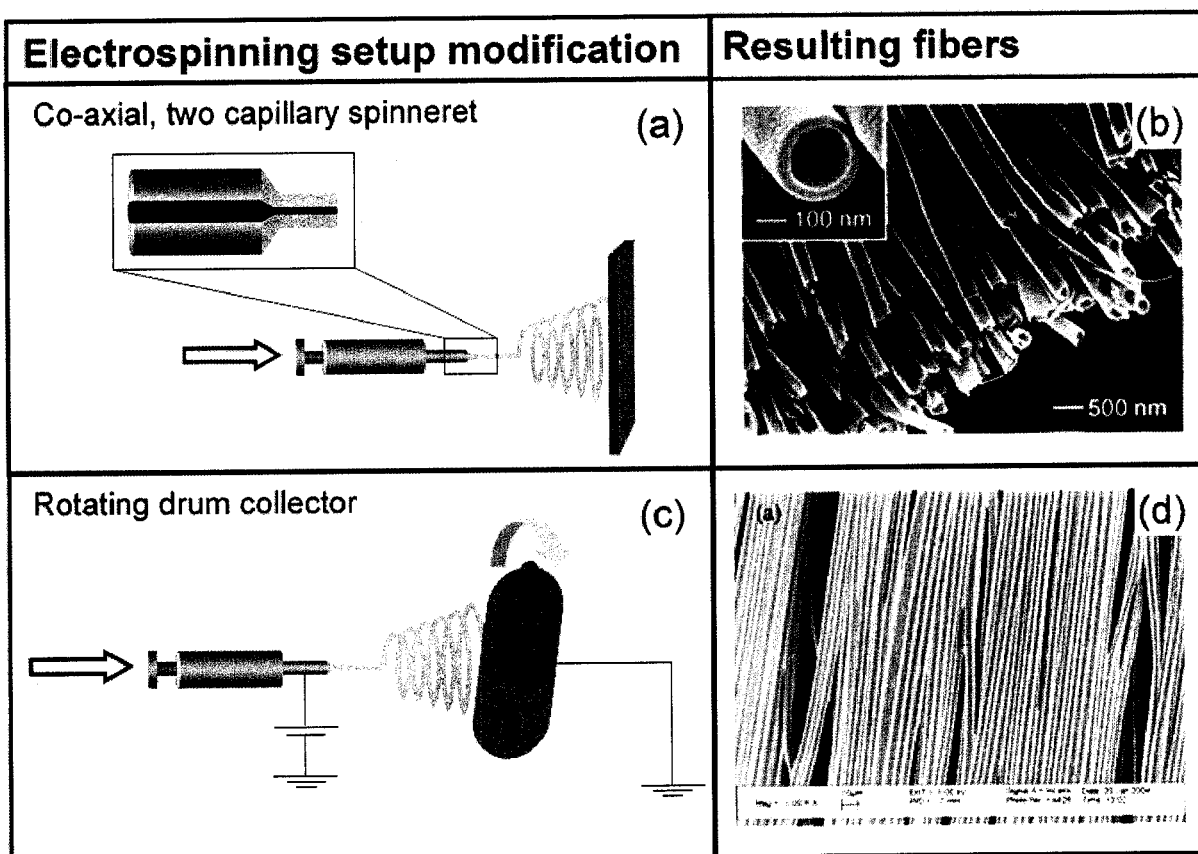 Electrospinning setup modification
Resulting fibers
Co-axial, two capillary spinneret
(a)
(b)
100 nm
500 nm
Rotating drum collector
(c)
(a)
(d)